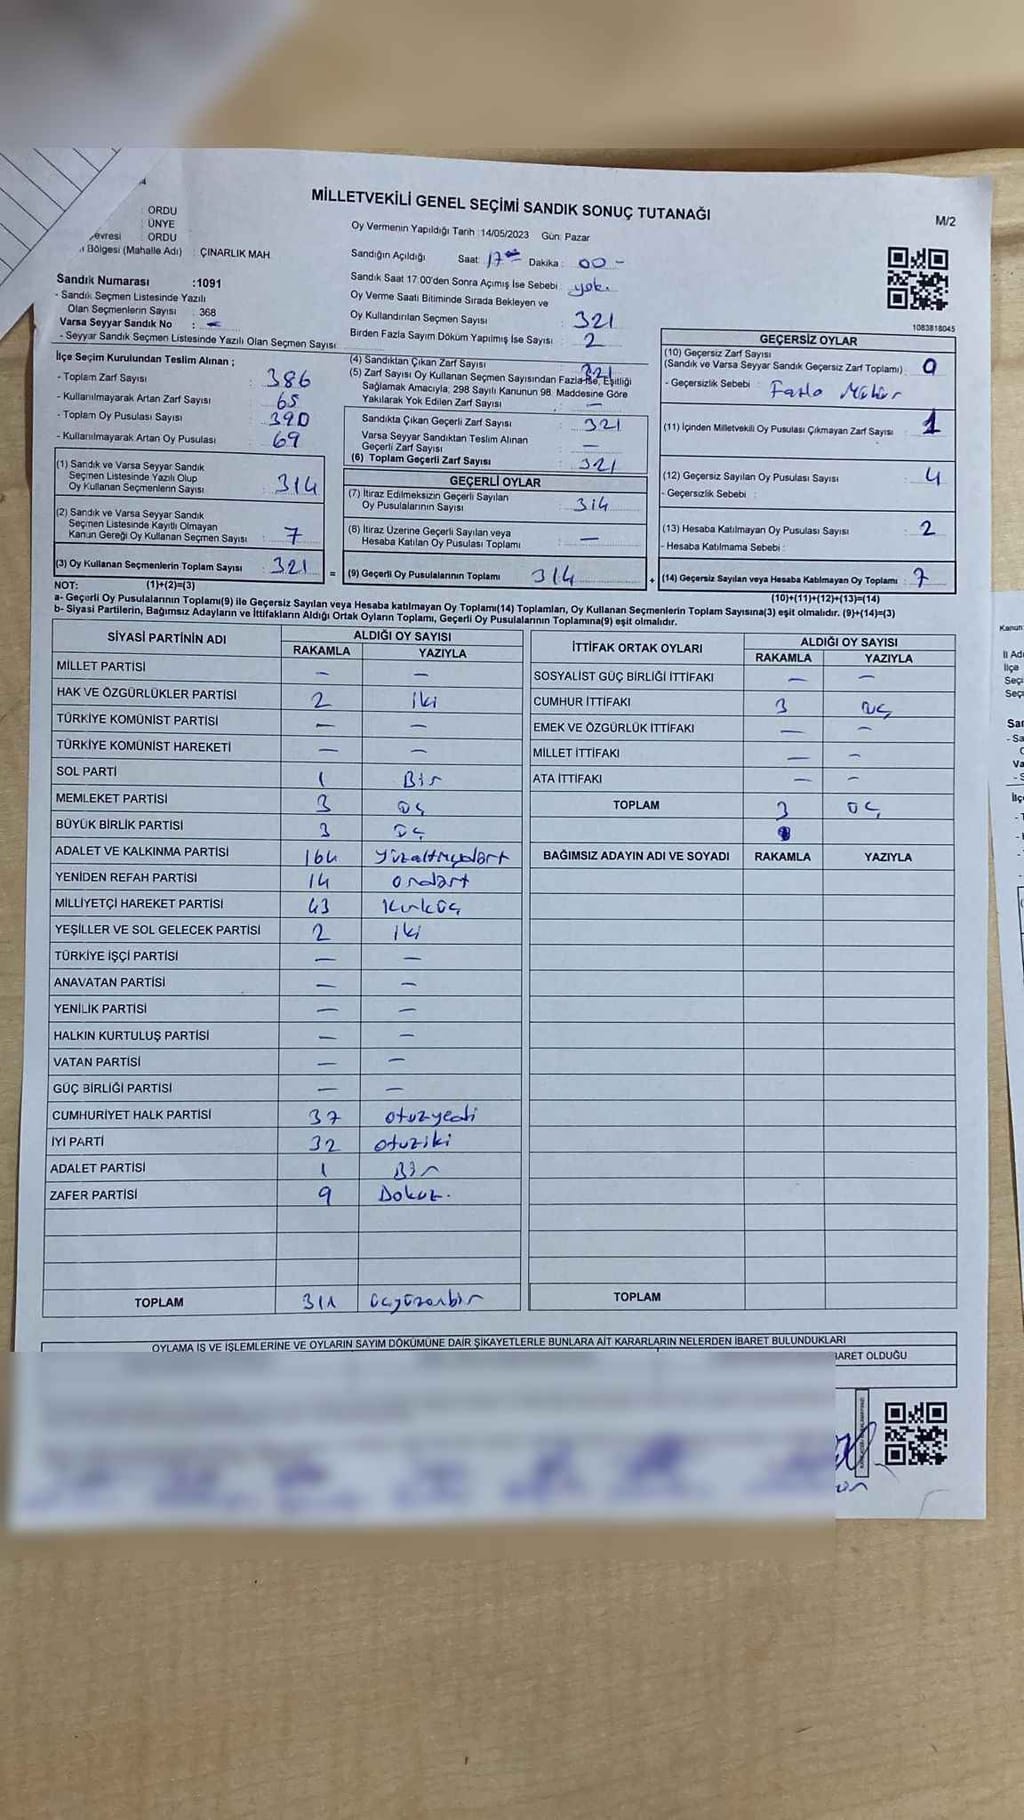 MİLLETVEKİLİ GENEL SEÇİMİ SANDIK SONUÇ TUTANAĞI
M/2
ORDU
ÜNYE
ORDU
Bölgesi (Mahalle Adı) : ÇINARLIK MAH
Sandık Numarası :1091
- Sandık Seçmen Listesinde Yazılı
Olan Seçmenlerin Sayısı : 368
Varsa Seyyar Sandık No : -
- Seyyar Sandık Seçmen Listesinde Yazılı Olan Seçmen Sayısı
Oy Vermenin Yapıldığı Tarih :14/05/2023 Gün: Pazar
Sandığın Açıldığı Saat: 17 Dakika : 00 -
Sandık Saat 17:00'den Sonra Açımış İse Sebebi : yok.
Oy Verme Saati Bitiminde Sırada Bekleyen ve
Oy Kullandırılan Seçmen Sayısı : 321
Birden Fazla Sayım Döküm Yapılmış İse Sayısı : 2
1083818045
İlçe Seçim Kurulundan Teslim Alınan ;
- Toplam Zarf Sayısı : 386
- Kullanılmayarak Artan Zarf Sayısı : 65
- Toplam Oy Pusulası Sayısı : 390
- Kullanılmayarak Artan Oy Pusulası : 69
(1) Sandık ve Varsa Seyyar Sandık
Seçmen Listesinde Yazılı Olup
Oy Kullanan Seçmenlerin Sayısı : 314
(2) Sandık ve Varsa Seyyar Sandık
Seçmen Listesinde Kayıtlı Olmayan
Kanun Gereği Oy Kullanan Seçmen Sayısı : 7
(3) Oy Kullanan Seçmenlerin Toplam Sayısı : 321
(4) Sandıktan Çıkan Zarf Sayısı : 321
(5) Zarf Sayısı Oy Kullanan Seçmen Sayısından Fazla İse, Eşitliği
Sağlamak Amacıyla, 298 Sayılı Kanunun 98. Maddesine Göre
Yakılarak Yok Edilen Zarf Sayısı : —
Sandıkta Çıkan Geçerli Zarf Sayısı : 321
Varsa Seyyar Sandıktan Teslim Alınan
Geçerli Zarf Sayısı : —
(6) Toplam Geçerli Zarf Sayısı : 321
GEÇERLİ OYLAR
(7) İtiraz Edilmeksizin Geçerli Sayılan
Oy Pusulalarının Sayısı : 314
(8) İtiraz Üzerine Geçerli Sayılan veya
Hesaba Katılan Oy Pusulası Toplamı : —
= (9) Geçerli Oy Pusulalarının Toplamı : 314
GEÇERSİZ OYLAR
(10) Geçersiz Zarf Sayısı
(Sandık ve Varsa Seyyar Sandık Geçersiz Zarf Toplamı) : 0
- Geçersizlik Sebebi : Fazla Mühür
(11) İçinden Milletvekili Oy Pusulası Çıkmayan Zarf Sayısı : 1
(12) Geçersiz Sayılan Oy Pusulası Sayısı : 4
- Geçersizlik Sebebi :
(13) Hesaba Katılmayan Oy Pusulası Sayısı : 2
- Hesaba Katılmama Sebebi :
+ (14) Geçersiz Sayılan veya Hesaba Katılmayan Oy Toplamı : 7
NOT: (1)+(2)=(3) (10)+(11)+(12)+(13)=(14)
a- Geçerli Oy Pusulalarının Toplamı(9) ile Geçersiz Sayılan veya Hesaba katılmayan Oy Toplamı(14) Toplamları, Oy Kullanan Seçmenlerin Toplam Sayısına(3) eşit olmalıdır. (9)+(14)=(3)
b- Siyasi Partilerin, Bağımsız Adayların ve İttifakların Aldığı Ortak Oyların Toplamı, Geçerli Oy Pusulalarının Toplamına(9) eşit olmalıdır.
SİYASİ PARTİNİN ADI ALDIĞI OY SAYISI
RAKAMLA YAZIYLA
MİLLET PARTİSİ — —
HAK VE ÖZGÜRLÜKLER PARTİSİ 2 iki
TÜRKİYE KOMÜNİST PARTİSİ — —
TÜRKİYE KOMÜNİST HAREKETİ — —
SOL PARTİ 1 Bir
MEMLEKET PARTİSİ 3 üç
BÜYÜK BİRLİK PARTİSİ 3 üç
ADALET VE KALKINMA PARTİSİ 164 yüzaltmışdört
YENİDEN REFAH PARTİSİ 14 ondört
MİLLİYETÇİ HAREKET PARTİSİ 43 Kırküç
YEŞİLLER VE SOL GELECEK PARTİSİ 2 iki
TÜRKİYE İŞÇİ PARTİSİ — —
ANAVATAN PARTİSİ — —
YENİLİK PARTİSİ — —
HALKIN KURTULUŞ PARTİSİ — —
VATAN PARTİSİ — —
GÜÇ BİRLİĞİ PARTİSİ — —
CUMHURİYET HALK PARTİSİ 37 otuzyedi
İYİ PARTİ 32 otuziki
ADALET PARTİSİ 1 Bir
ZAFER PARTİSİ 9 Dokuz.
TOPLAM 311 üçyüzonbir
İTTİFAK ORTAK OYLARI ALDIĞI OY SAYISI
RAKAMLA YAZIYLA
SOSYALİST GÜÇ BİRLİĞİ İTTİFAKI — —
CUMHUR İTTİFAKI 3 üç
EMEK VE ÖZGÜRLÜK İTTİFAKI — —
MİLLET İTTİFAKI — —
ATA İTTİFAKI — —
TOPLAM 3 üç
BAĞIMSIZ ADAYIN ADI VE SOYADI RAKAMLA YAZIYLA
TOPLAM
OYLAMA İŞ VE İŞLEMLERİNE VE OYLARIN SAYIM DÖKÜMÜNE DAİR ŞİKAYETLERLE BUNLARA AİT KARARLARIN NELERDEN İBARET BULUNDUKLARI
BARET OLDUĞU